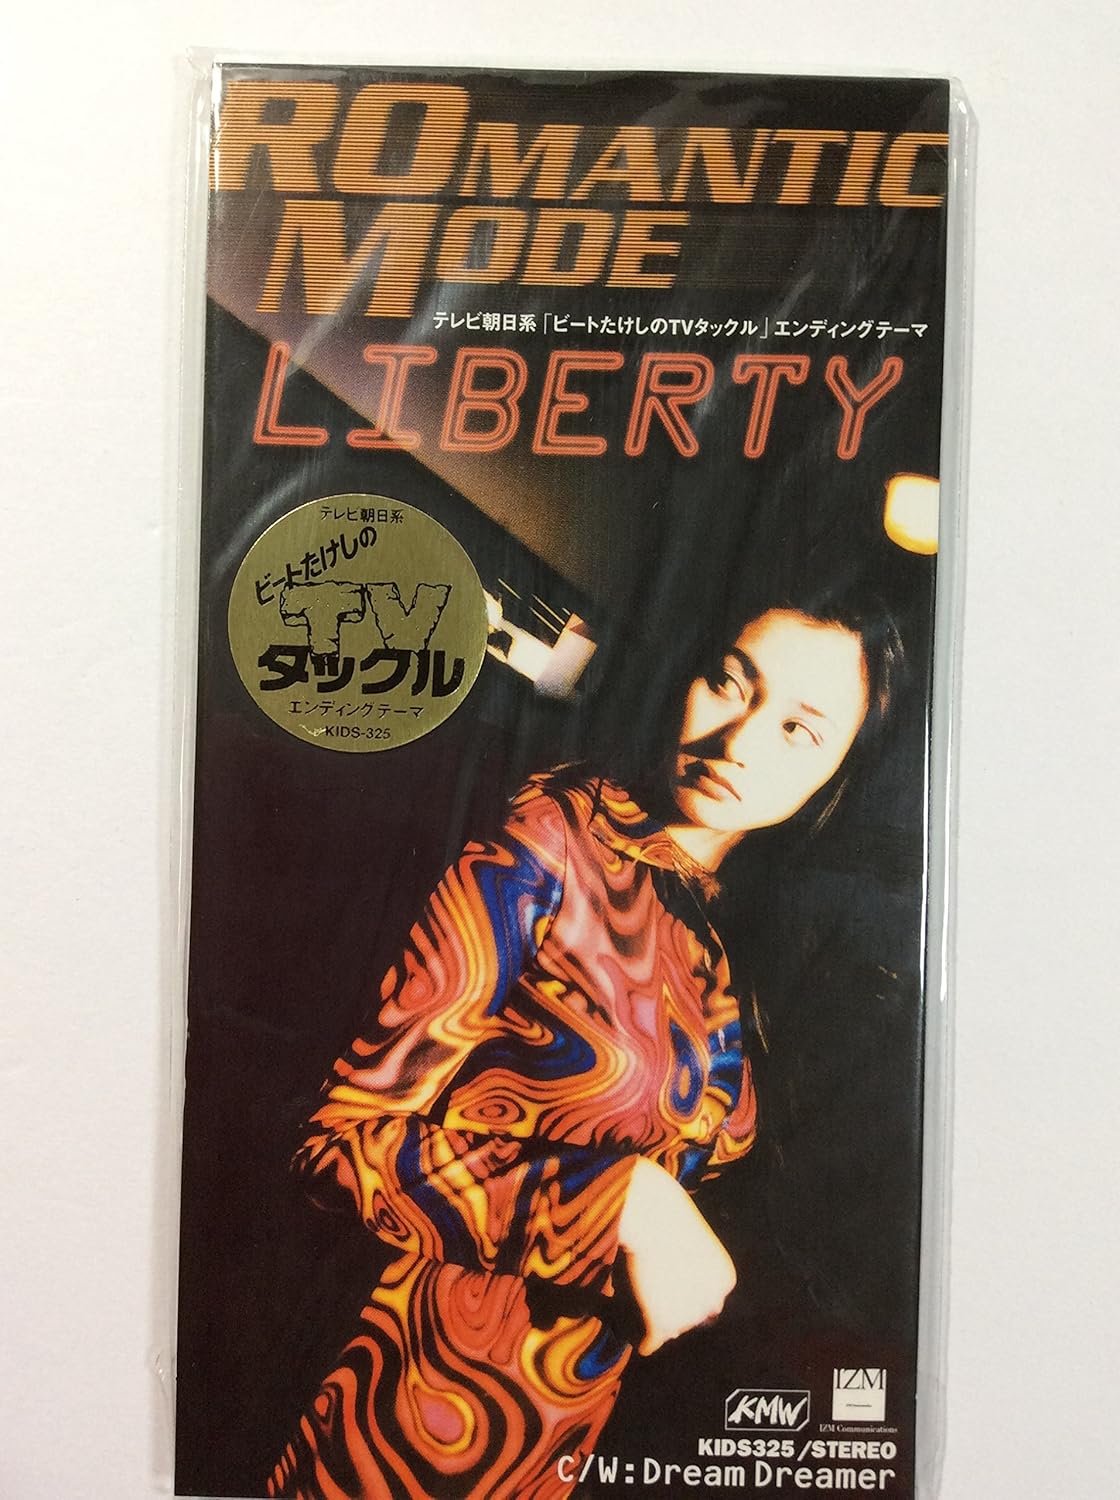 ROMANTIC
MODE
テレビ朝日系「ビートたけしのTVタックル」エンディングテーマ
LIBERTY
テレビ朝日系
ビートたけしの
TV
タックル
エンディングテーマ
KIDS-325
KMW
IZM
IZM Communications
KIDS325/STEREO
C/W:Dream Dreamer